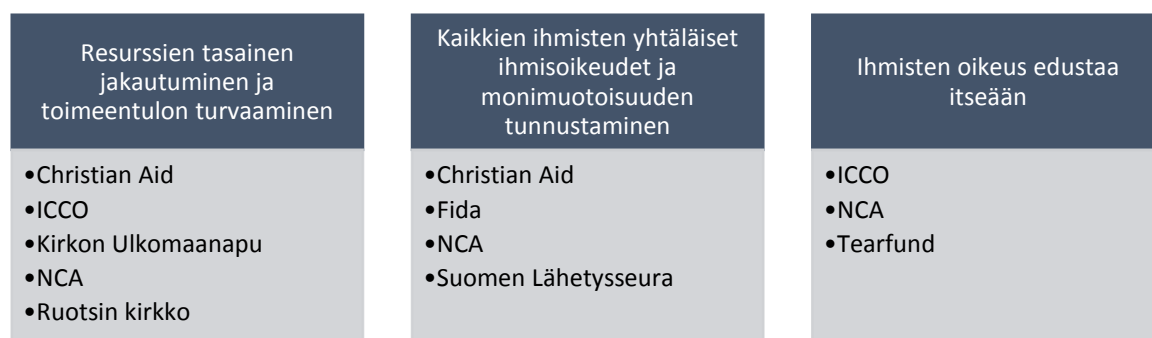 Resurssien tasainen
jakautuminen ja
toimeentulon turvaaminen
•Christian Aid
•ICCO
•Kirkon Ulkomaanapu
•NCA
•Ruotsin kirkko
Kaikkien ihmisten yhtäläiset
ihmisoikeudet ja
monimuotoisuuden
tunnustaminen
•Christian Aid
•Fida
•NCA
•Suomen Lähetysseura
Ihmisten oikeus edustaa
itseään
•ICCO
•NCA
•Tearfund